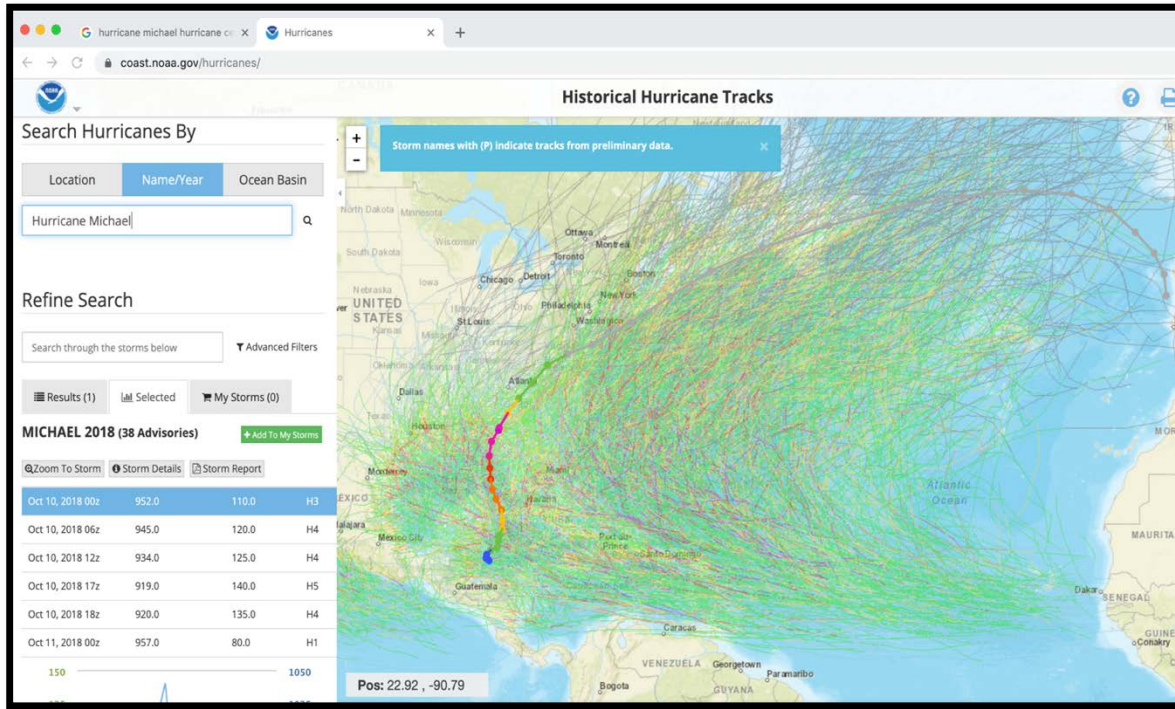 hurricane michael hurricane ce
Hurricanes
coast.noaa.gov/hurricanes/
NOAA
Historical Hurricane Tracks
Search Hurricanes By
Location Name/Year Ocean Basin
Hurricane Michael
Refine Search
Search through the storms below
Advanced Filters
Results (1) Selected My Storms (0)
MICHAEL 2018 (38 Advisories)
+ Add To My Storms
Zoom To Storm Storm Details Storm Report
Oct 10, 2018 00z 952.0 110.0 H3
Oct 10, 2018 06z 945.0 120.0 H4
Oct 10, 2018 12z 934.0 125.0 H4
Oct 10, 2018 17z 919.0 140.0 H5
Oct 10, 2018 18z 920.0 135.0 H4
Oct 11, 2018 00z 957.0 80.0 H1
150 1050
+
-
Storm names with (P) indicate tracks from preliminary data.
North Dakota
Minnesota
Ottawa
Montreal
South Dakota
Wisconsin
Toronto
Iowa
Chicago
Detroit
Boston
Nebraska
UNITED
STATES
Philadelphia
New York
St Louis
Washington
Kansas
Oklahoma
Atlanta
Dallas
Texas
Houston
Monterrey
Miami
Havana
Mexico City
Port-au-
Prince
Santo Domingo
Guatemala
Atlantic
Ocean
MAURITA
Dakar
SENEGAL
GUINE
Conakry
Caracas
VENEZUELA
Georgetown
Paramaribo
Bogota
GUYANA
Pos: 22.92 , -90.79